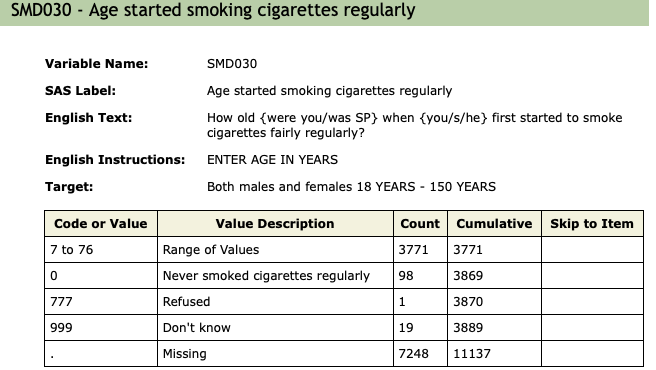 SMD030 - Age started smoking cigarettes regularly
Variable Name: SMD030
SAS Label: Age started smoking cigarettes regularly
English Text: How old {were you/was SP} when {you/s/he} first started to smoke
cigarettes fairly regularly?
English Instructions: ENTER AGE IN YEARS
Target: Both males and females 18 YEARS - 150 YEARS
Code or Value Value Description Count Cumulative Skip to Item
7 to 76 Range of Values 3771 3771
0 Never smoked cigarettes regularly 98 3869
777 Refused 1 3870
999 Don't know 19 3889
. Missing 7248 11137